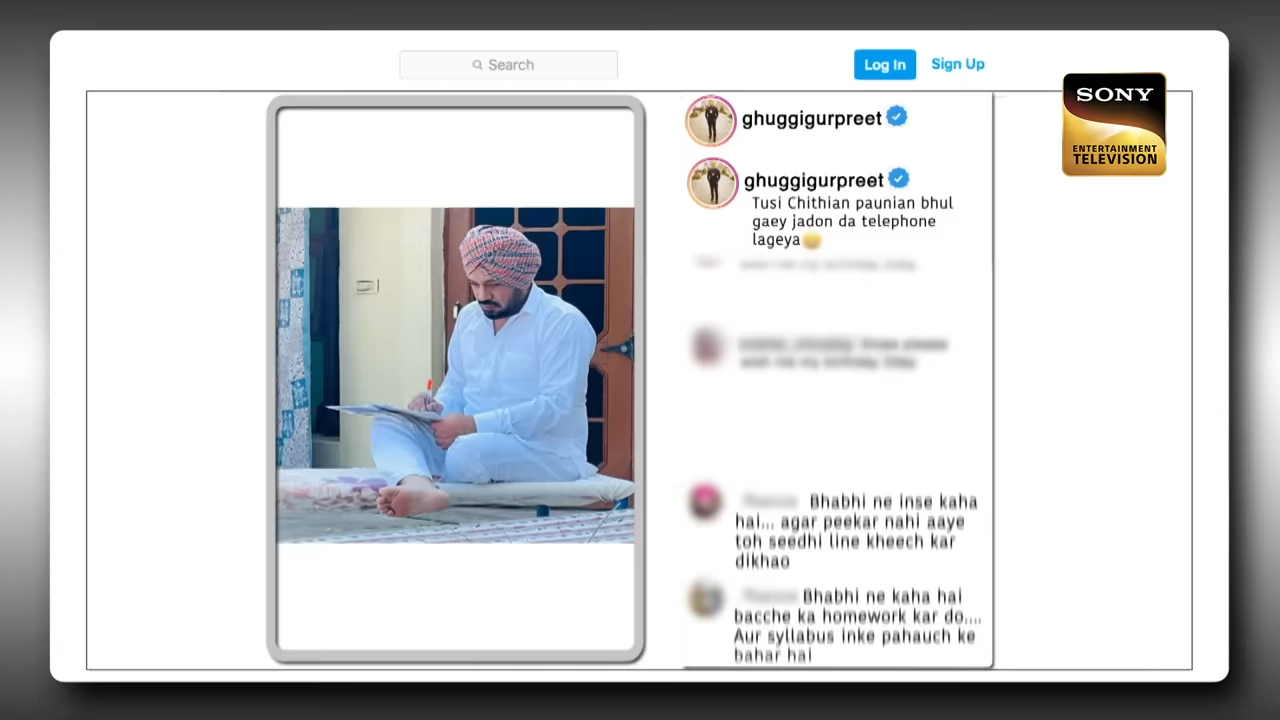 Search
Log In
Sign Up
SONY
ENTERTAINMENT
TELEVISION
ghuggigurpreet
ghuggigurpreet
Tusi Chithian paunian bhul
gaey jadon da telephone
lageya
Bhabhi ne inse kaha
hai... agar peekar nahi aaye
toh seedhi line kheech kar
dikhao
Bhabhi ne kaha hai
bacche ka homework kar do....
Aur syllabus inke pahauch ke
bahar hai